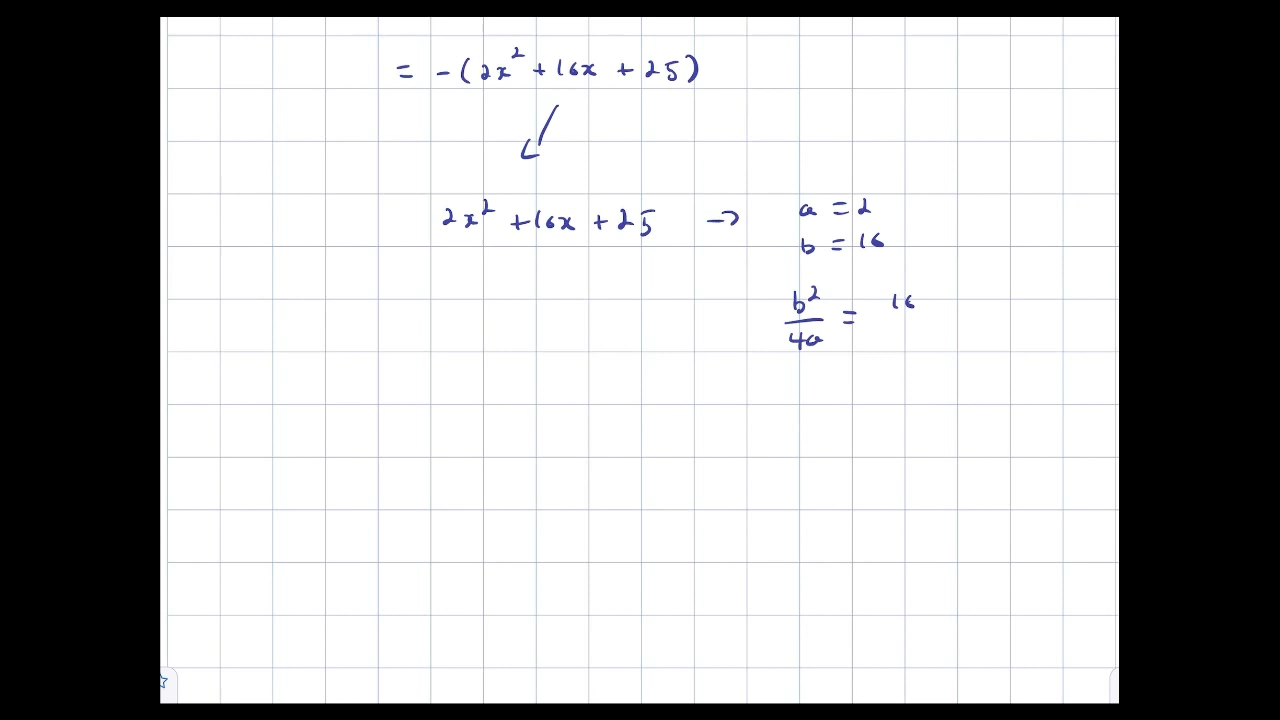 = -(2x² + 16x + 25)
2x² + 16x + 25 → a = 2
b = 16
b²/4a = 16